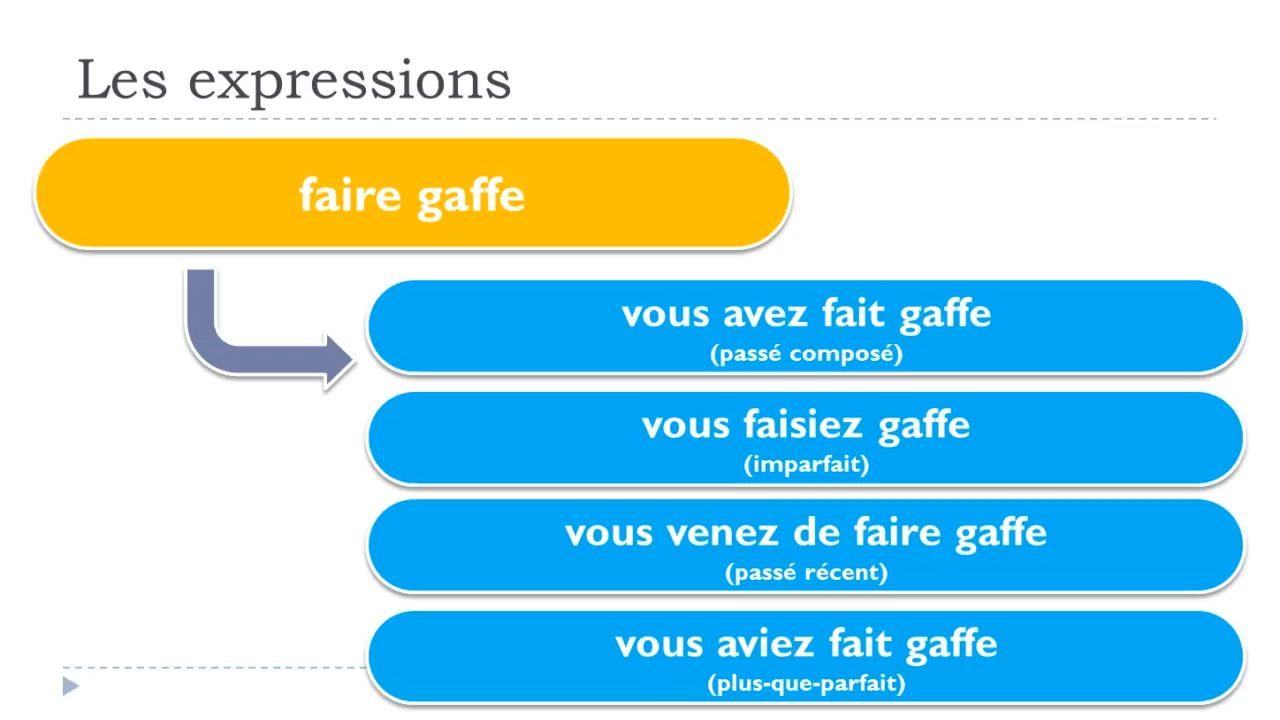 Les expressions
faire gaffe
vous avez fait gaffe
(passé composé)
vous faisiez gaffe
(imparfait)
vous venez de faire gaffe
(passé récent)
vous aviez fait gaffe
(plus-que-parfait)